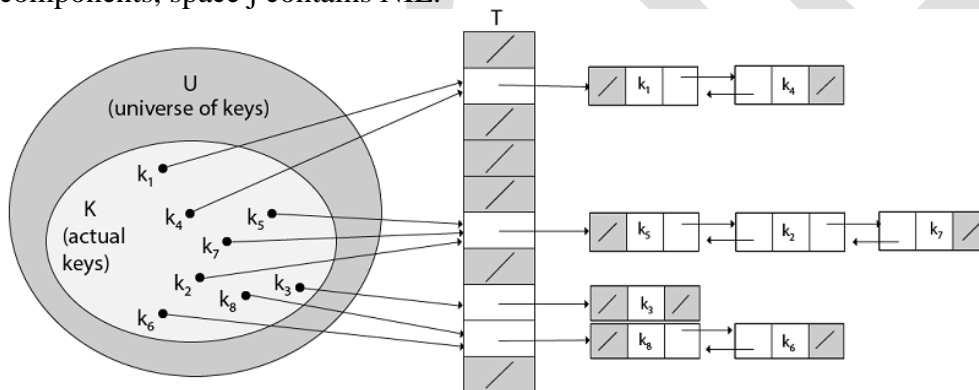 components, space j contains NIL.
T
U
(universe of keys)
K
(actual
keys)
k1
k4
k5
k7
k2
k8
k3
k6
k1
k4
k5
k2
k7
k3
k8
k6